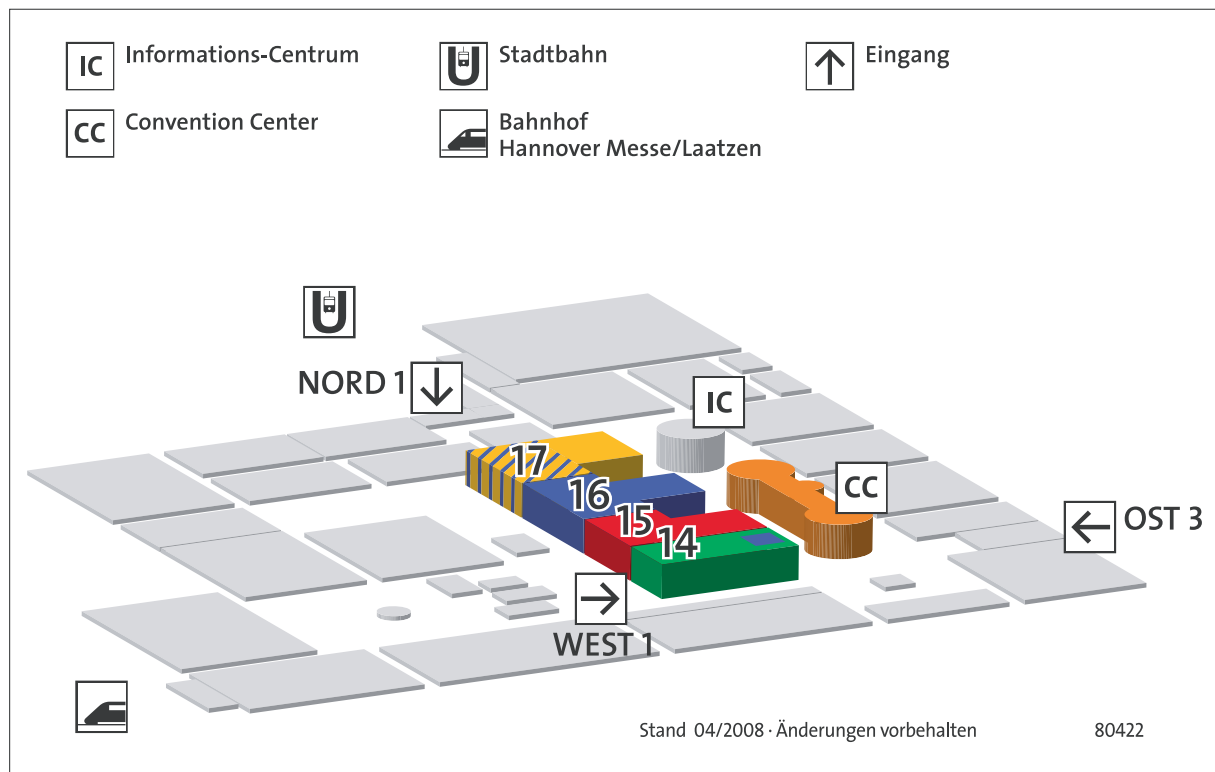 IC Informations-Centrum
Stadtbahn
Eingang
CC Convention Center
Bahnhof
Hannover Messe/Laatzen
NORD 1
IC
17
16
CC
15
OST 3
14
WEST 1
Stand 04/2008 · Änderungen vorbehalten
80422